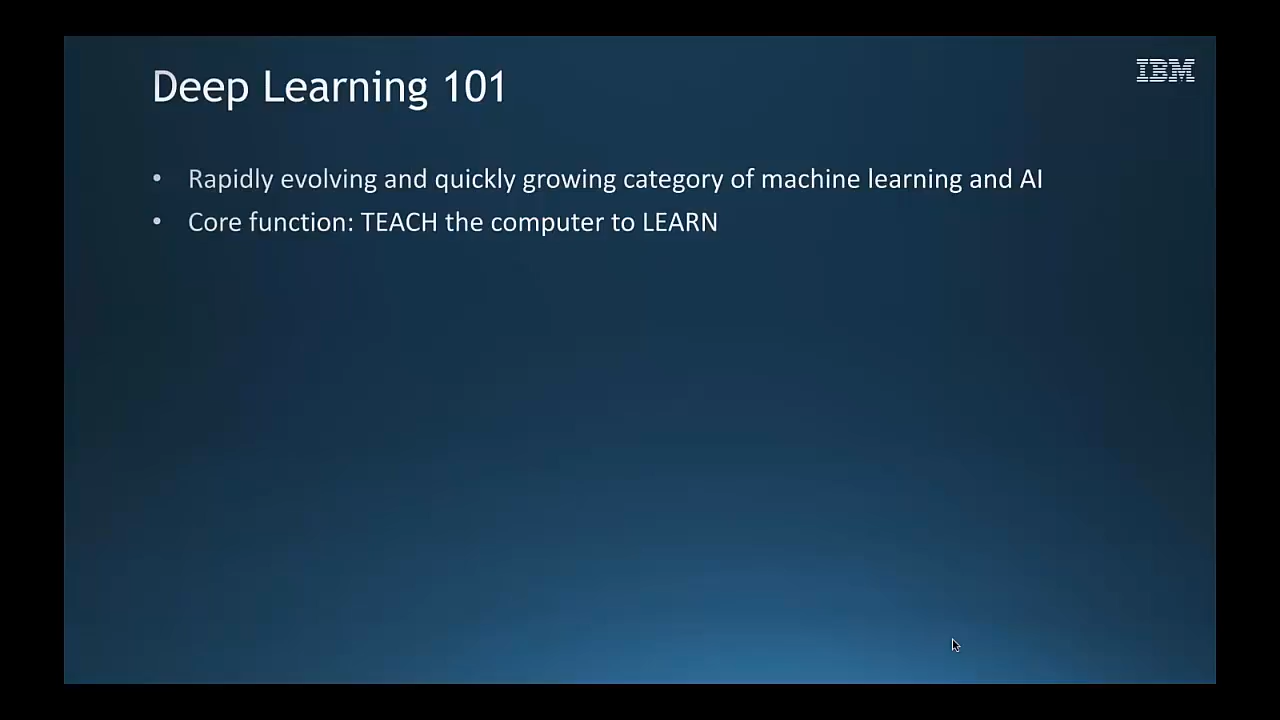 Deep Learning 101
IBM
• Rapidly evolving and quickly growing category of machine learning and AI
• Core function: TEACH the computer to LEARN